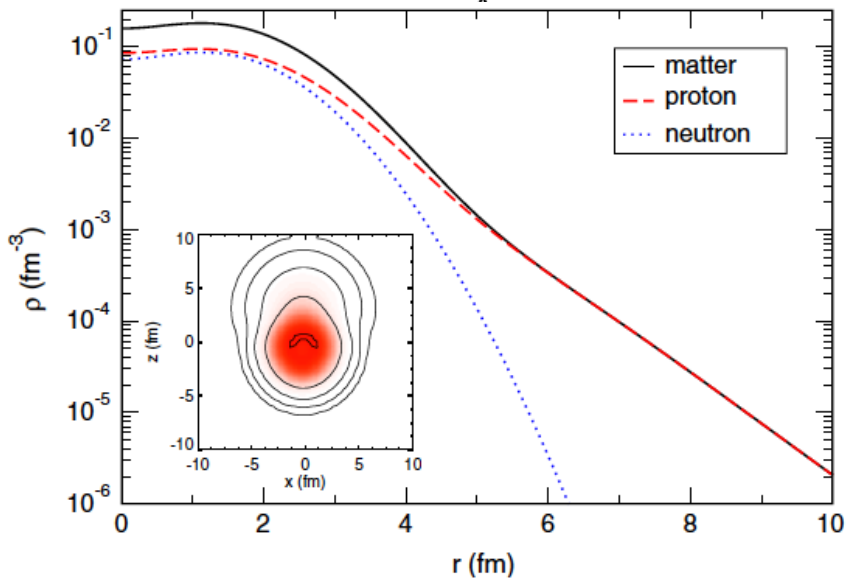 10⁻¹
10⁻²
10⁻³
10⁻⁴
10⁻⁵
10⁻⁶
ρ (fm⁻³)
matter
proton
neutron
10
5
0
-5
-10
z (fm)
-10 -5 0 5 10
x (fm)
0 2 4 6 8 10
r (fm)